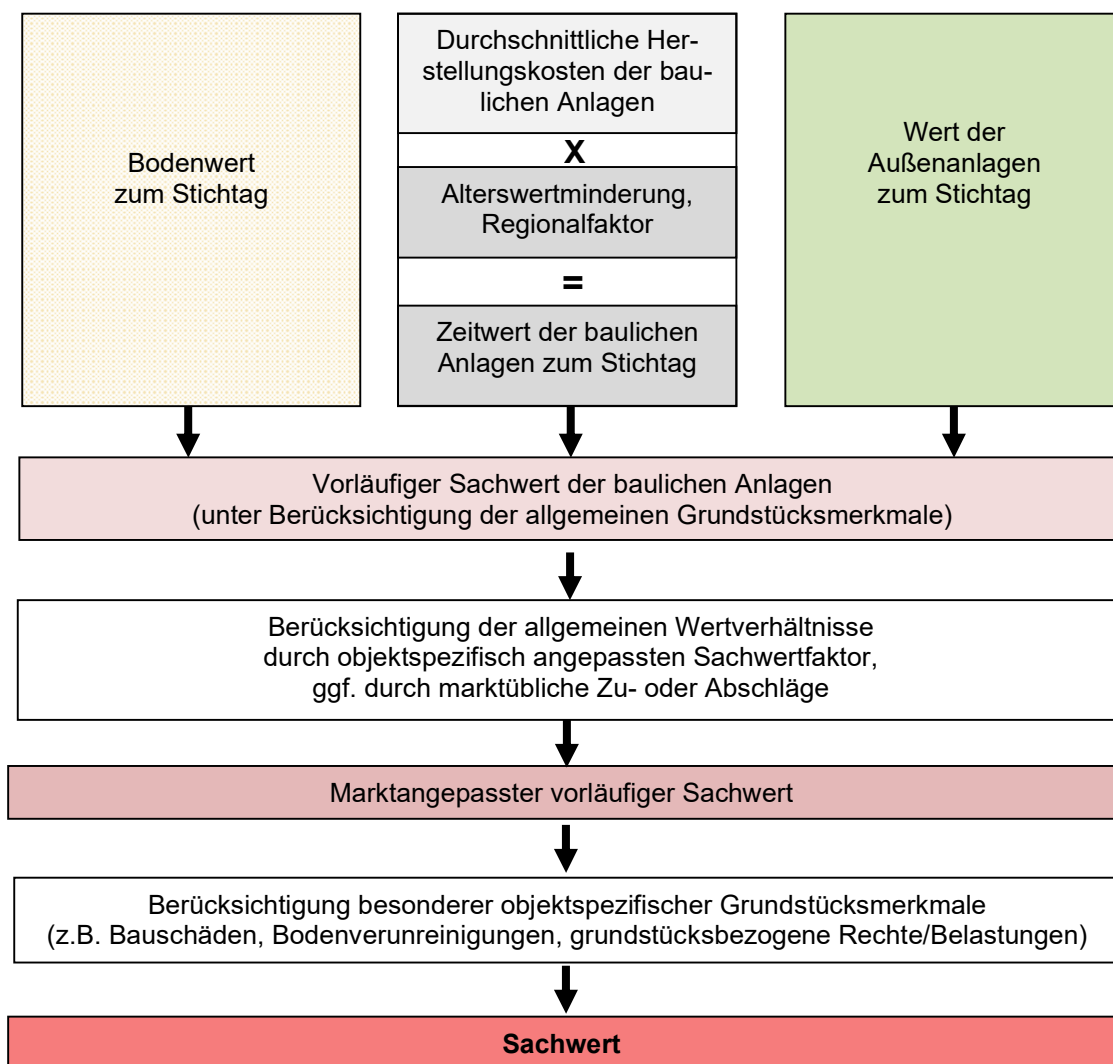 Bodenwert
zum Stichtag
Durchschnittliche Her-
stellungskosten der bau-
lichen Anlagen
X
Alterswertminderung,
Regionalfaktor
=
Zeitwert der baulichen
Anlagen zum Stichtag
Wert der
Außenanlagen
zum Stichtag
Vorläufiger Sachwert der baulichen Anlagen
(unter Berücksichtigung der allgemeinen Grundstücksmerkmale)
Berücksichtigung der allgemeinen Wertverhältnisse
durch objektspezifisch angepassten Sachwertfaktor,
ggf. durch marktübliche Zu- oder Abschläge
Marktangepasster vorläufiger Sachwert
Berücksichtigung besonderer objektspezifischer Grundstücksmerkmale
(z.B. Bauschäden, Bodenverunreinigungen, grundstücksbezogene Rechte/Belastungen)
Sachwert